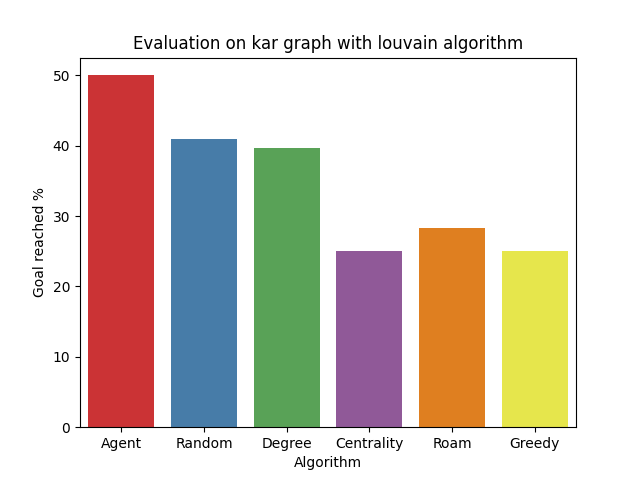 Evaluation on kar graph with louvain algorithm
50
40
30
20
10
0
Goal reached %
Agent Random Degree Centrality Roam Greedy
Algorithm